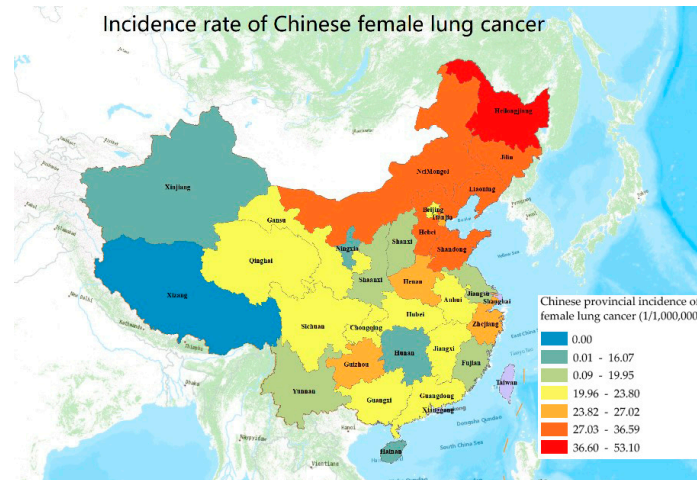 Incidence rate of Chinese female lung cancer
Heilongjiang
Jilin
NeiMongol
Liaoning
Xinjiang
Gansu
Beijing
Tianjin
Hebei
Ningxia
Shanxi
Shandong
Qinghai
Shaanxi
Henan
Jiangsu
Anhui
Shanghai
Xizang
Hubei
Sichuan
Chongqing
Zhejiang
Hunan
Jiangxi
Guizhou
Fujian
Yunnan
Taiwan
Guangxi
Guangdong
Xianggang
South China Sea
Hainan
Chinese provincial incidence of
female lung cancer (1/1,000,000)
0.00
0.01 - 16.07
0.09 - 19.95
19.96 - 23.80
23.82 - 27.02
27.03 - 36.59
36.60 - 53.10